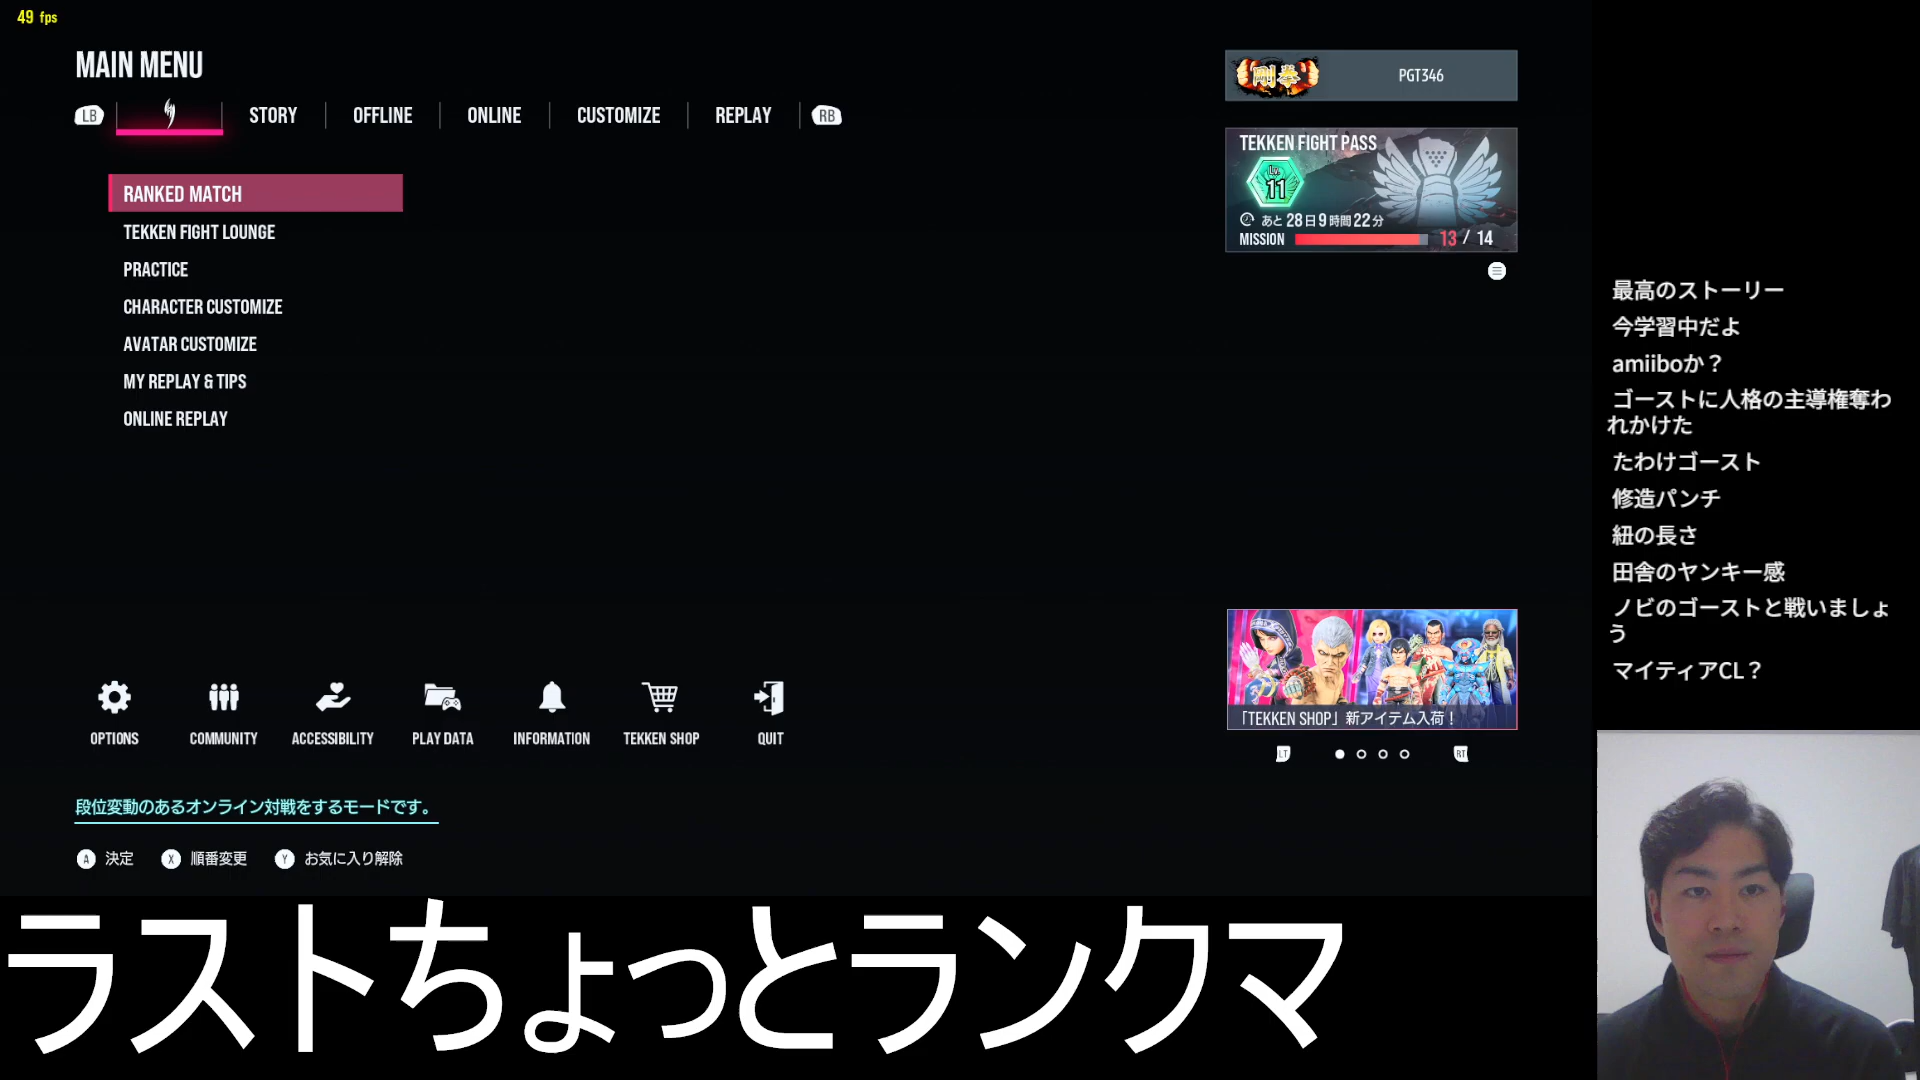 49 fps
MAIN MENU
LB
STORY
OFFLINE
ONLINE
CUSTOMIZE
REPLAY
RB
RANKED MATCH
TEKKEN FIGHT LOUNGE
PRACTICE
CHARACTER CUSTOMIZE
AVATAR CUSTOMIZE
MY REPLAY & TIPS
ONLINE REPLAY
剛拳
PGT346
TEKKEN FIGHT PASS
Lv.
11
あと28日9時間22分
MISSION 13 / 14
「TEKKEN SHOP」新アイテム入荷！
LT
RT
OPTIONS
COMMUNITY
ACCESSIBILITY
PLAY DATA
INFORMATION
TEKKEN SHOP
QUIT
段位変動のあるオンライン対戦をするモードです。
A 決定
X 順番変更
Y お気に入り解除
ラストちょっとランクマ
最高のストーリー
今学習中だよ
amiiboか？
ゴーストに人格の主導権奪わ
れかけた
たわけゴースト
修造パンチ
紐の長さ
田舎のヤンキー感
ノビのゴーストと戦いましょ
う
マイティアCL？